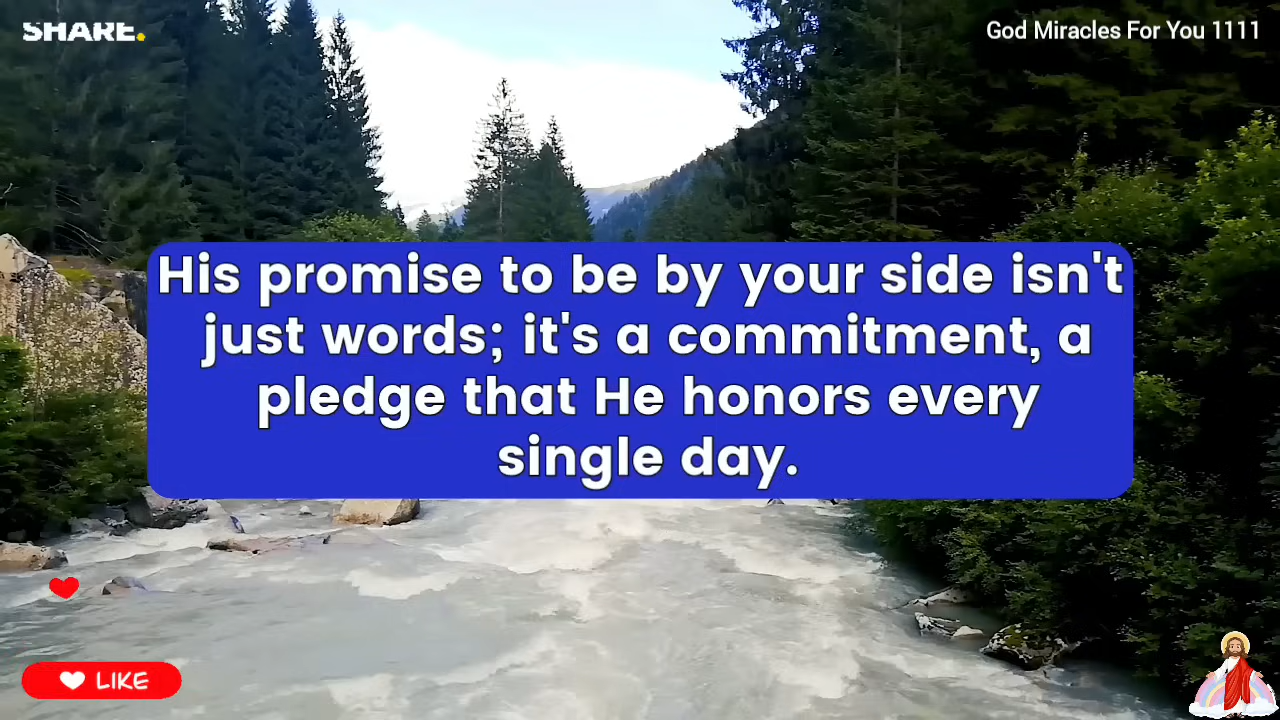 SHARE.
God Miracles For You 1111
His promise to be by your side isn't
just words; it's a commitment, a
pledge that He honors every
single day.
LIKE